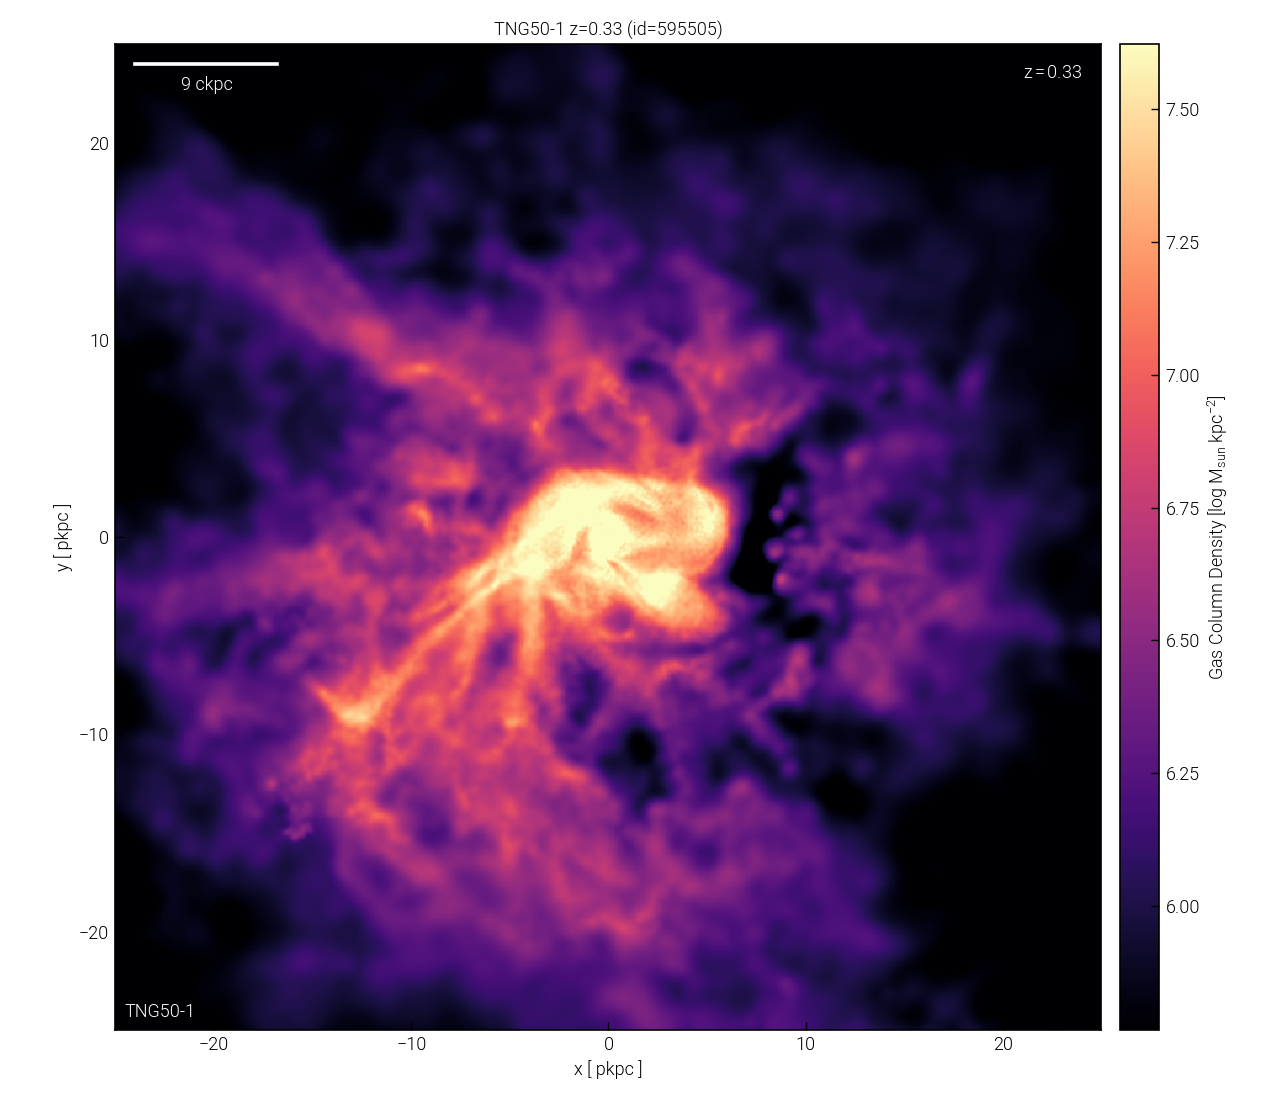 TNG50-1 z=0.33 (id=595505)
9 ckpc
z=0.33
20
10
0
−10
−20
y [ pkpc ]
TNG50-1
−20
−10
0
10
20
x [ pkpc ]
7.50
7.25
7.00
6.75
6.50
6.25
6.00
Gas Column Density [log M_sun kpc⁻²]